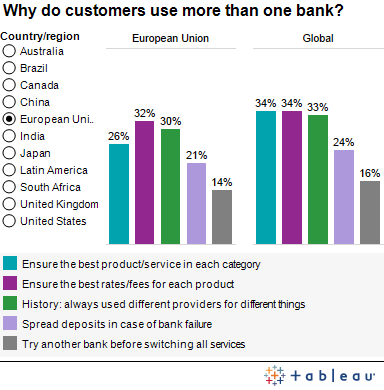 Why do customers use more than one bank?
Country/region
Australia
Brazil
Canada
China
European Uni..
India
Japan
Latin America
South Africa
United Kingdom
United States
European Union
Global
26%
32%
30%
21%
14%
34%
34%
33%
24%
16%
Ensure the best product/service in each category
Ensure the best rates/fees for each product
History: always used different providers for different things
Spread deposits in case of bank failure
Try another bank before switching all services
+ableau